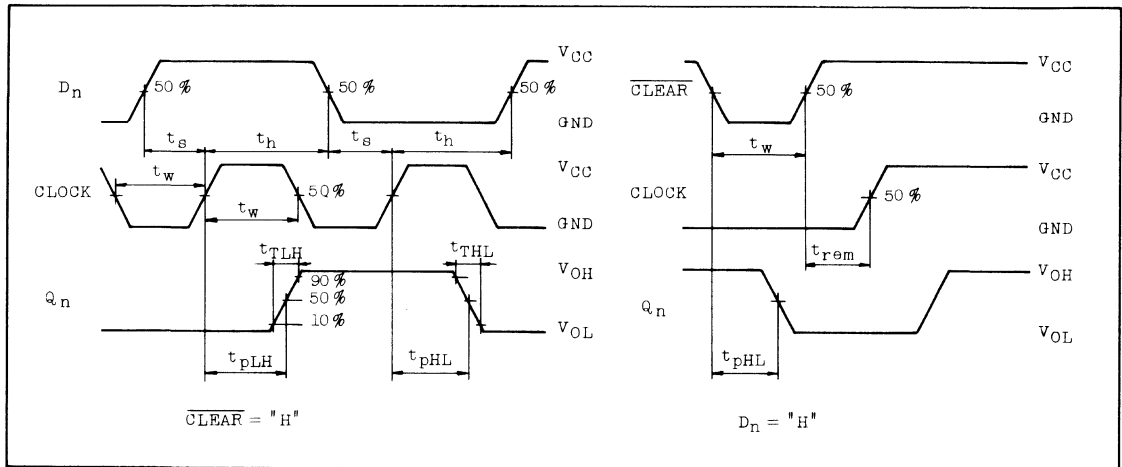 Dn
50%
50%
50%
VCC
GND
ts
th
ts
th
CLOCK
tw
tw
50%
VCC
GND
Qn
tTLH
tTHL
90%
50%
10%
VOH
VOL
tpLH
tpHL
CLEAR = "H"
CLEAR
50%
VCC
GND
tw
CLOCK
50%
VCC
GND
trem
Qn
VOH
VOL
tpHL
Dn = "H"